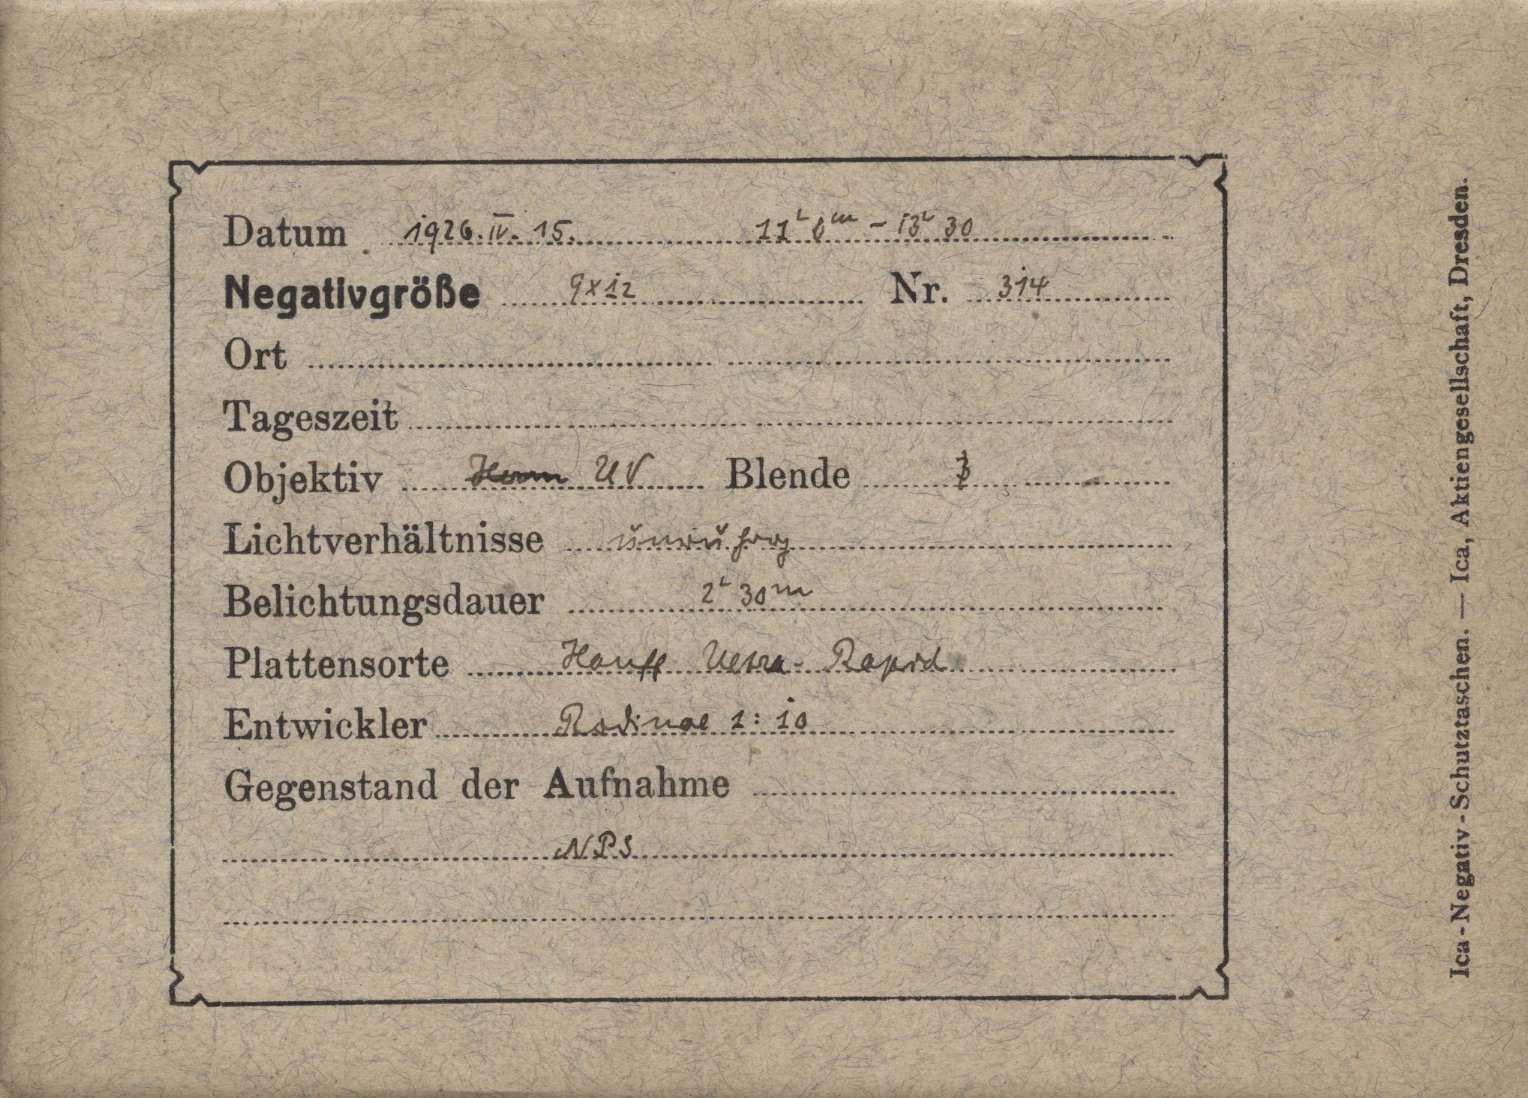 Datum 1926. IV. 15. 11ʰ 0ᵐ – 13ʰ 30
Negativgröße 9x12 Nr. 314
Ort
Tageszeit
Objektiv UV Blende
Lichtverhältnisse unruhig
Belichtungsdauer 2ʰ 30ᵐ
Plattensorte Hauff Ultra-Rapid
Entwickler Rodinal 1:10
Gegenstand der Aufnahme
NPS
Ica-Negativ-Schutztaschen. — Ica, Aktiengesellschaft, Dresden.